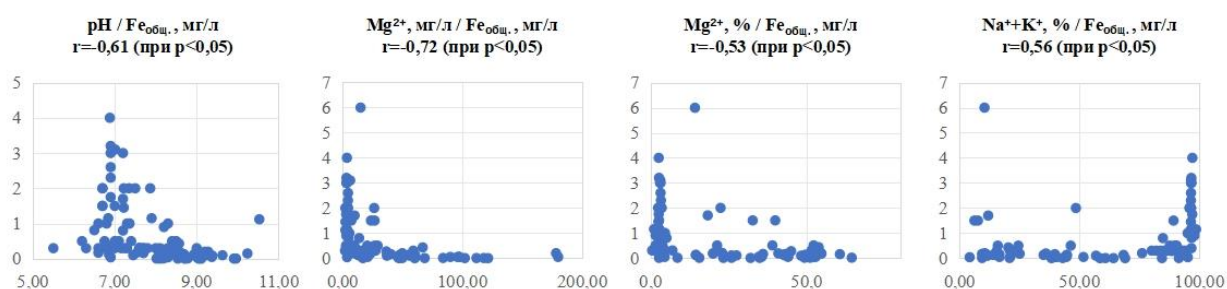 pH / Feобщ. , мг/л
r=-0,61 (при p<0,05)
5
4
3
2
1
0
5,00 7,00 9,00 11,00
Mg²⁺, мг/л / Feобщ. , мг/л
r=-0,72 (при p<0,05)
7
6
5
4
3
2
1
0
0,00 100,00 200,00
Mg²⁺, % / Feобщ. , мг/л
r=-0,53 (при p<0,05)
7
6
5
4
3
2
1
0
0,0 50,0
Na⁺+K⁺, % / Feобщ. , мг/л
r=0,56 (при p<0,05)
7
6
5
4
3
2
1
0
0,00 50,00 100,00